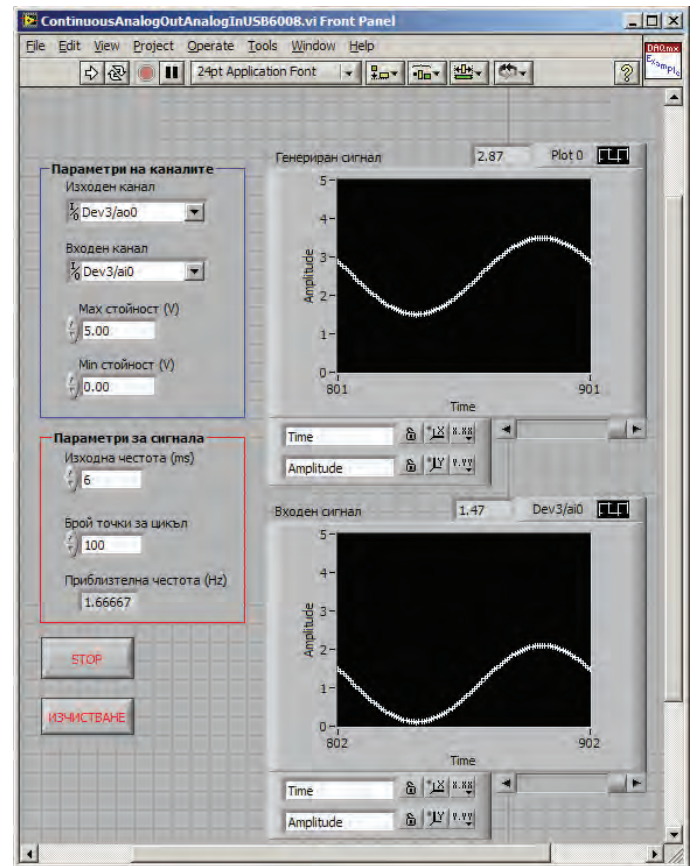 ContinuousAnalogOutAnalogInUSB6008.vi Front Panel
File Edit View Project Operate Tools Window Help
24pt Application Font
DAQmx
Example
Параметри на каналите
Изходен канал
Dev3/ao0
Входен канал
Dev3/ai0
Max стойност (V)
5.00
Min стойност (V)
0.00
Параметри за сигнала
Изходна честота (ms)
6
Брой точки за цикъл
100
Приблизителна честота (Hz)
1.66667
STOP
ИЗЧИСТВАНЕ
Генериран сигнал 2.87 Plot 0
Amplitude
5
4
3
2
1
0
801 901
Time
Time
Amplitude
Входен сигнал 1.47 Dev3/ai0
Amplitude
5
4
3
2
1
0
802 902
Time
Time
Amplitude